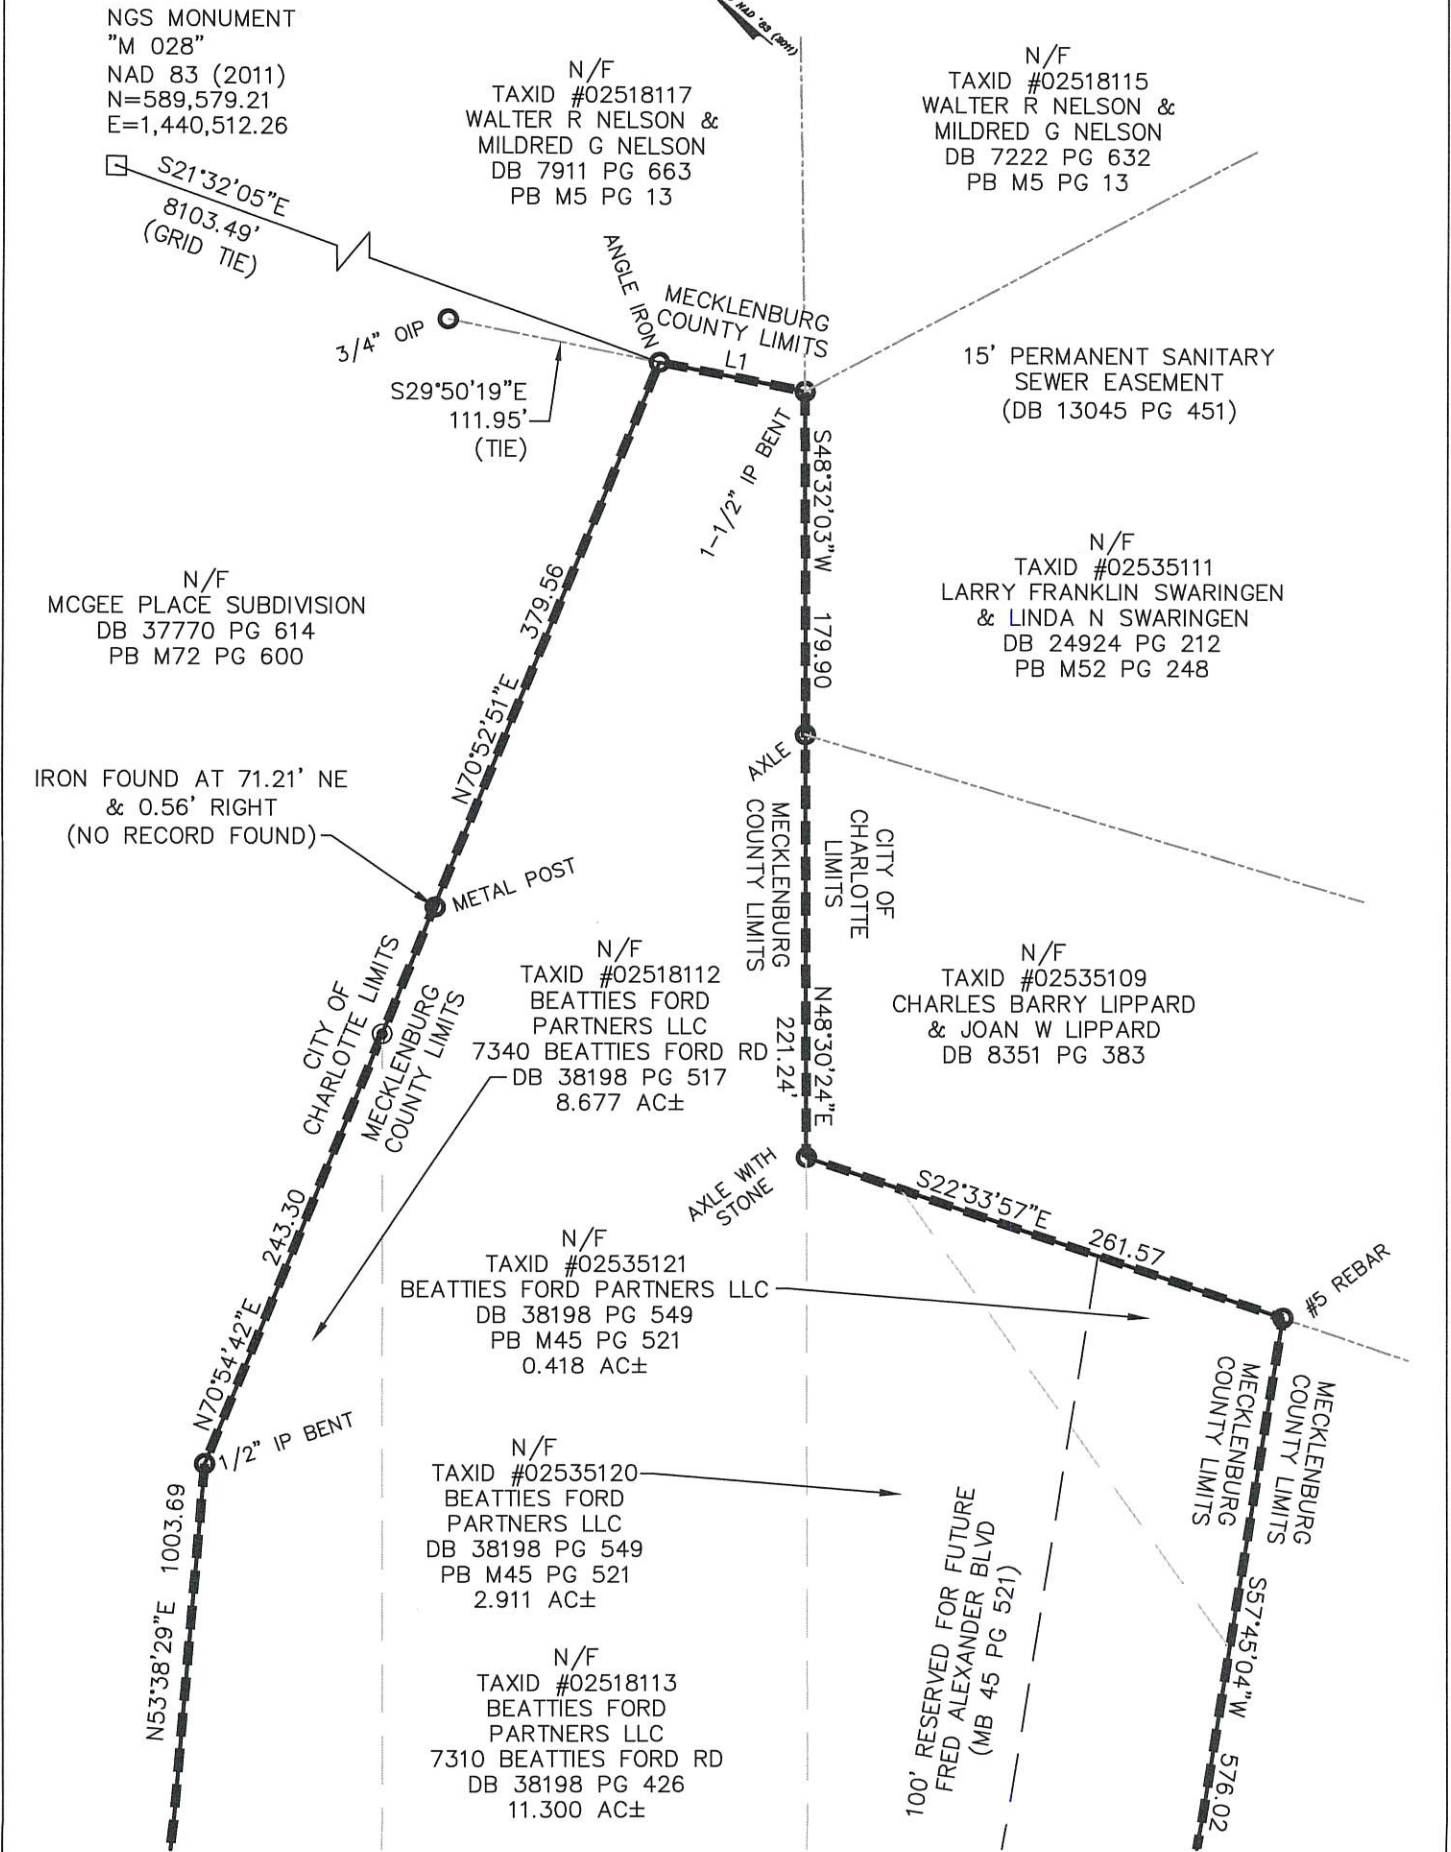 NGS MONUMENT
"M 028"
NAD 83 (2011)
N=589,579.21
E=1,440,512.26
NAD '83 (2011)
N/F
TAXID #02518117
WALTER R NELSON &
MILDRED G NELSON
DB 7911 PG 663
PB M5 PG 13
N/F
TAXID #02518115
WALTER R NELSON &
MILDRED G NELSON
DB 7222 PG 632
PB M5 PG 13
S21°32'05"E
8103.49'
(GRID TIE)
3/4" OIP
ANGLE IRON
MECKLENBURG
COUNTY LIMITS
L1
S29°50'19"E
111.95'
(TIE)
15' PERMANENT SANITARY
SEWER EASEMENT
(DB 13045 PG 451)
1-1/2" IP BENT
S48°32'03"W 179.90
N/F
MCGEE PLACE SUBDIVISION
DB 37770 PG 614
PB M72 PG 600
N70°52'51"E 379.56
N/F
TAXID #02535111
LARRY FRANKLIN SWARINGEN
& LINDA N SWARINGEN
DB 24924 PG 212
PB M52 PG 248
IRON FOUND AT 71.21' NE
& 0.56' RIGHT
(NO RECORD FOUND)
METAL POST
AXLE
MECKLENBURG
COUNTY LIMITS
CITY OF
CHARLOTTE
LIMITS
CITY OF
CHARLOTTE LIMITS
MECKLENBURG
COUNTY LIMITS
N/F
TAXID #02518112
BEATTIES FORD
PARTNERS LLC
7340 BEATTIES FORD RD
DB 38198 PG 517
8.677 AC±
N48°30'24"E
221.24'
N/F
TAXID #02535109
CHARLES BARRY LIPPARD
& JOAN W LIPPARD
DB 8351 PG 383
AXLE WITH
STONE
S22°33'57"E 261.57
#5 REBAR
N70°54'42"E 243.30
1/2" IP BENT
N/F
TAXID #02535121
BEATTIES FORD PARTNERS LLC
DB 38198 PG 549
PB M45 PG 521
0.418 AC±
MECKLENBURG
COUNTY LIMITS
MECKLENBURG
COUNTY LIMITS
N/F
TAXID #02535120
BEATTIES FORD
PARTNERS LLC
DB 38198 PG 549
PB M45 PG 521
2.911 AC±
N53°38'29"E 1003.69
100' RESERVED FOR FUTURE
FRED ALEXANDER BLVD
(MB 45 PG 521)
S57°45'04"W 576.02
N/F
TAXID #02518113
BEATTIES FORD
PARTNERS LLC
7310 BEATTIES FORD RD
DB 38198 PG 426
11.300 AC±